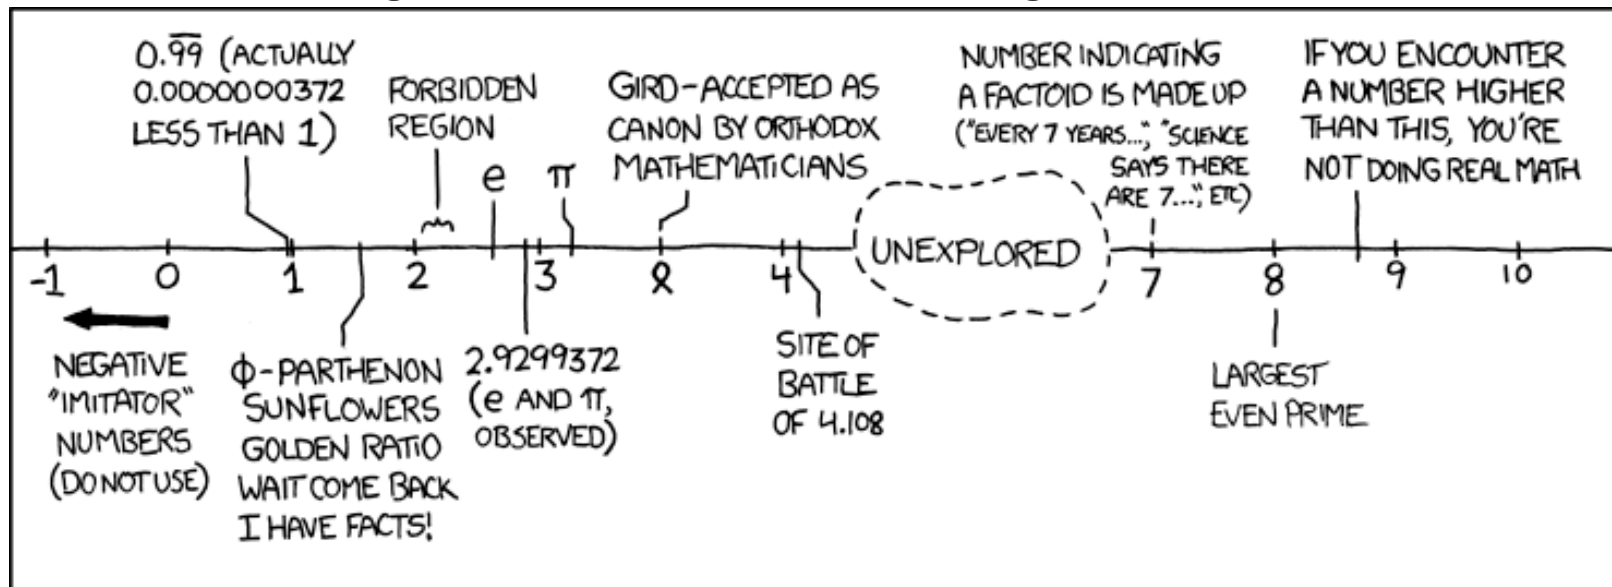 0.99̅ (ACTUALLY
0.0000000372
LESS THAN 1)
FORBIDDEN
REGION
e
π
GIRD-ACCEPTED AS
CANON BY ORTHODOX
MATHEMATICIANS
NUMBER INDICATING
A FACTOID IS MADE UP
("EVERY 7 YEARS...", "SCIENCE
SAYS THERE
ARE 7...", ETC)
IF YOU ENCOUNTER
A NUMBER HIGHER
THAN THIS, YOU'RE
NOT DOING REAL MATH
UNEXPLORED
-1 0 1 2 3 4 7 8 9 10
NEGATIVE
"IMITATOR"
NUMBERS
(DO NOT USE)
ϕ-PARTHENON
SUNFLOWERS
GOLDEN RATIO
WAIT COME BACK
I HAVE FACTS!
2.9299372
(e AND π,
OBSERVED)
SITE OF
BATTLE
OF 4.108
LARGEST
EVEN PRIME